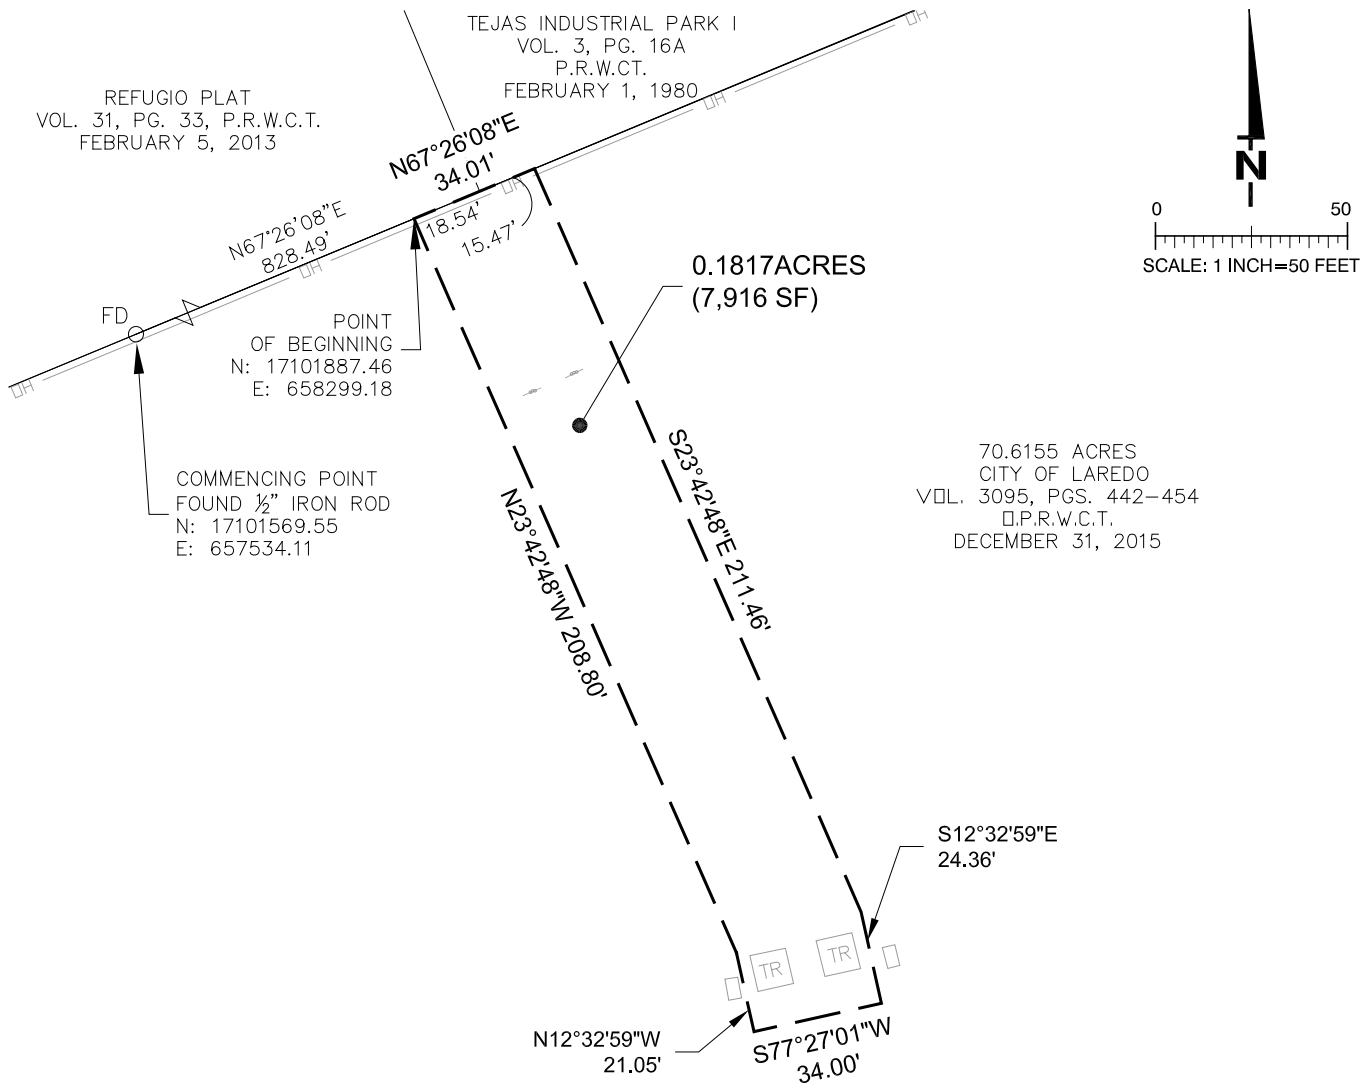 TEJAS INDUSTRIAL PARK I
VOL. 3, PG. 16A
P.R.W.CT.
FEBRUARY 1, 1980
REFUGIO PLAT
VOL. 31, PG. 33, P.R.W.C.T.
FEBRUARY 5, 2013
OH
OH
N67°26'08"E
34.01'
OH
18.54'
15.47'
N67°26'08"E
828.49'
OH
FD
OH
N
0 50
SCALE: 1 INCH=50 FEET
0.1817ACRES
(7,916 SF)
POINT
OF BEGINNING
N: 17101887.46
E: 658299.18
COMMENCING POINT
FOUND ½" IRON ROD
N: 17101569.55
E: 657534.11
70.6155 ACRES
CITY OF LAREDO
VOL. 3095, PGS. 442-454
O.P.R.W.C.T.
DECEMBER 31, 2015
S23°42'48"E 211.46'
N23°42'48"W 208.80'
S12°32'59"E
24.36'
TR
TR
N12°32'59"W
21.05'
S77°27'01"W
34.00'